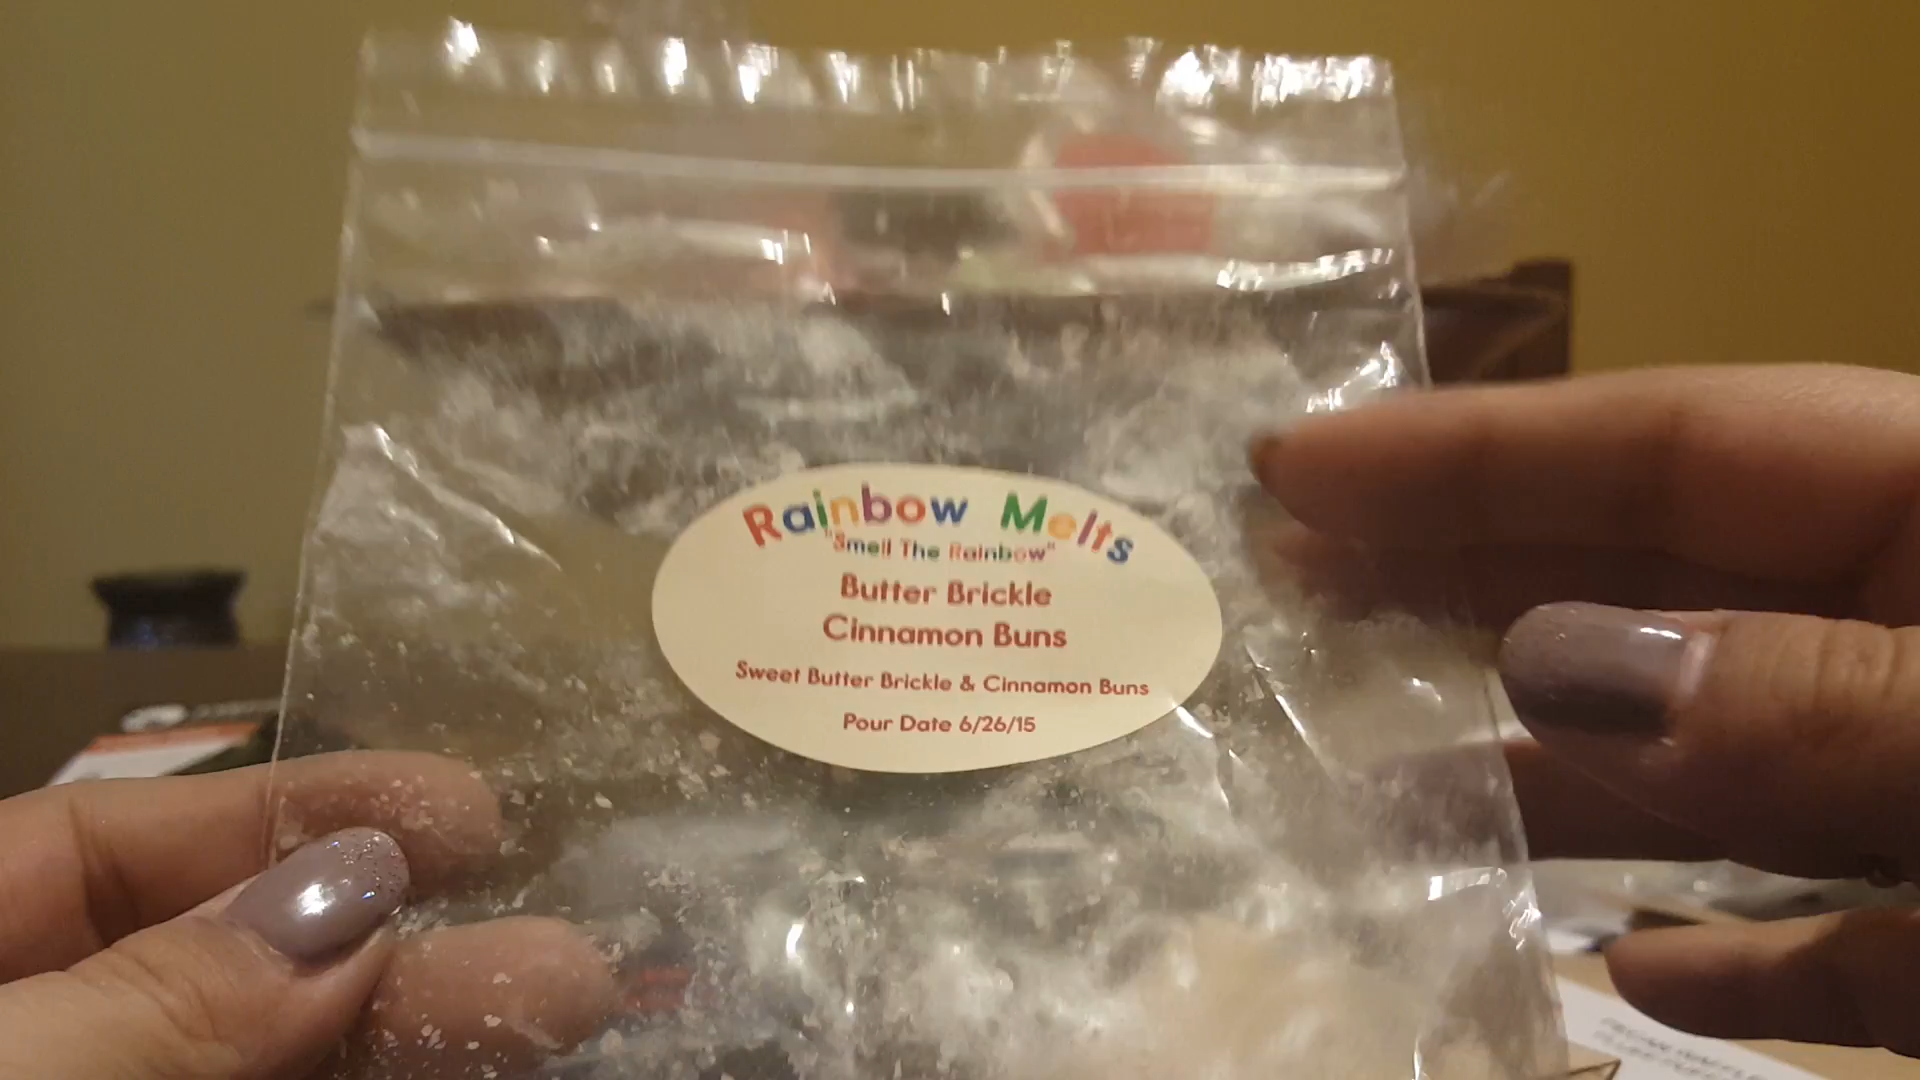 Rainbow Melts
"Smell The Rainbow"
Butter Brickle
Cinnamon Buns
Sweet Butter Brickle & Cinnamon Buns
Pour Date 6/26/15